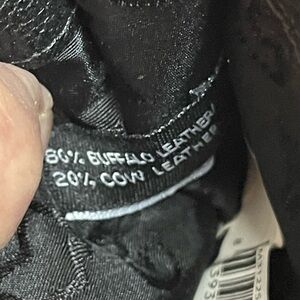 80% BUFFALO LEATHER/
20% COW LEATHER